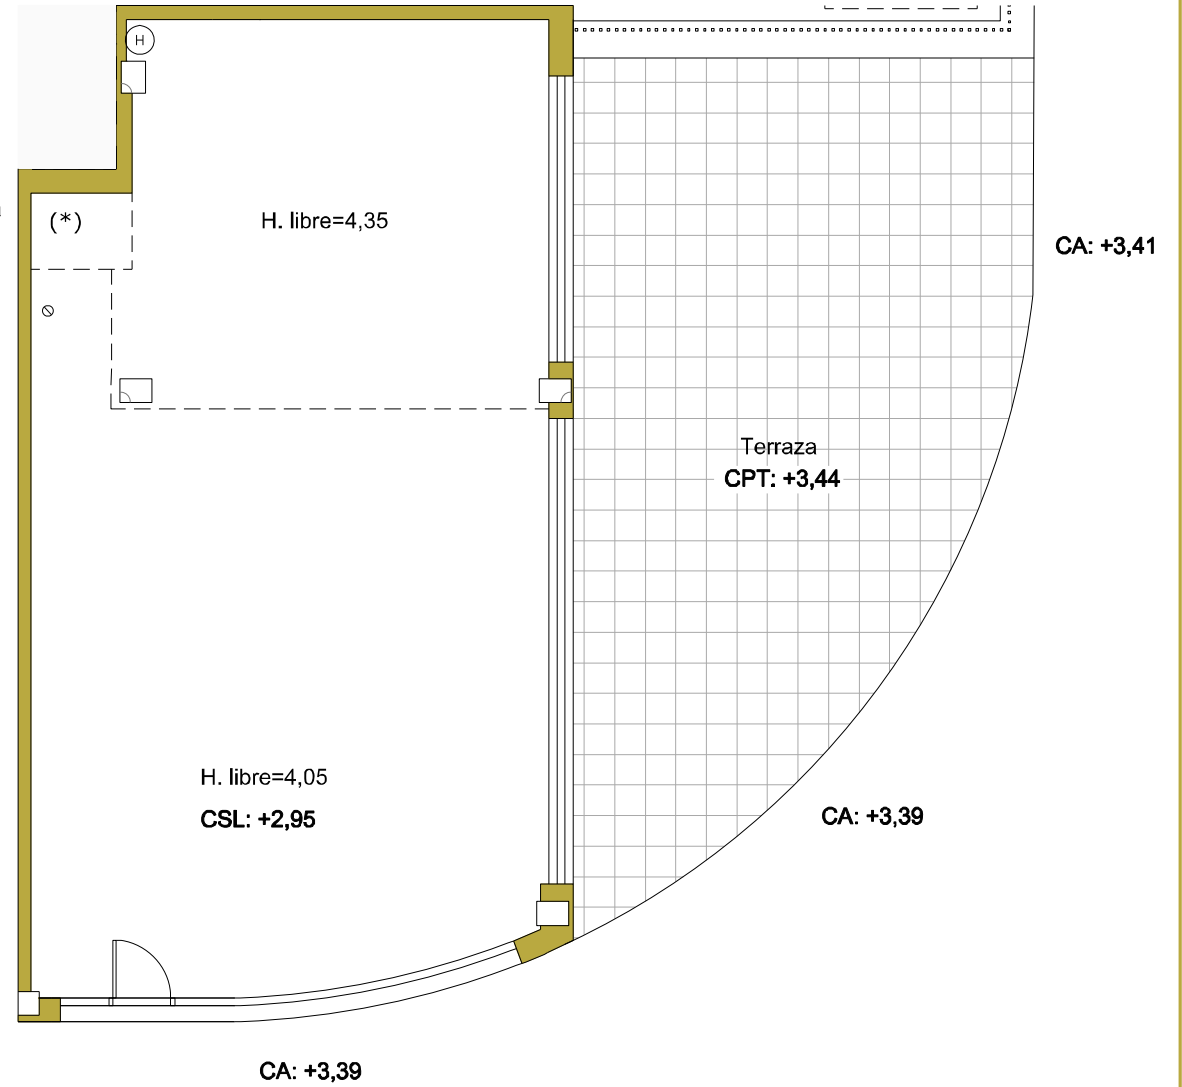 H
(*)
H. libre=4,35
CA: +3,41
Terraza
CPT: +3,44
H. libre=4,05
CSL: +2,95
CA: +3,39
CA: +3,39